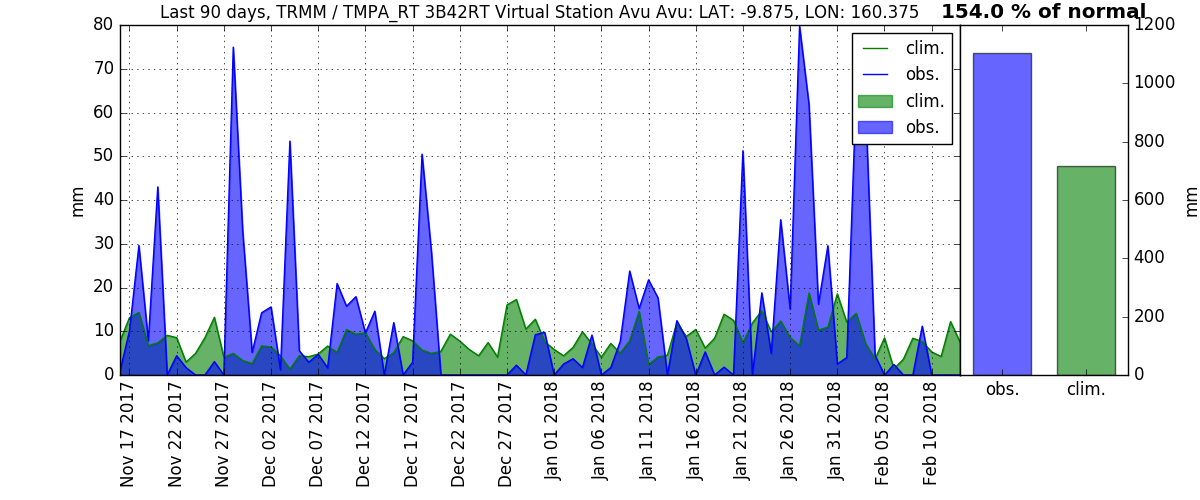 Last 90 days, TRMM / TMPA_RT 3B42RT Virtual Station Avu Avu: LAT: -9.875, LON: 160.375
154.0 % of normal
80
70
60
50
40
30
20
10
0
mm
clim.
obs.
clim.
obs.
1200
1000
800
600
400
200
0
mm
Nov 17 2017
Nov 22 2017
Nov 27 2017
Dec 02 2017
Dec 07 2017
Dec 12 2017
Dec 17 2017
Dec 22 2017
Dec 27 2017
Jan 01 2018
Jan 06 2018
Jan 11 2018
Jan 16 2018
Jan 21 2018
Jan 26 2018
Jan 31 2018
Feb 05 2018
Feb 10 2018
obs.
clim.